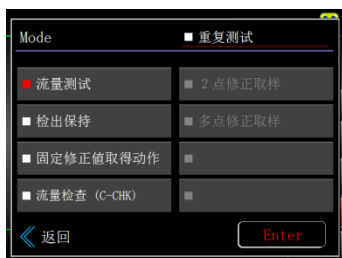 Mode
重复测试
流量测试
2 点修正取样
检出保持
多点修正取样
固定修正值取得动作
流量检查 (C-CHK)
返回
Enter